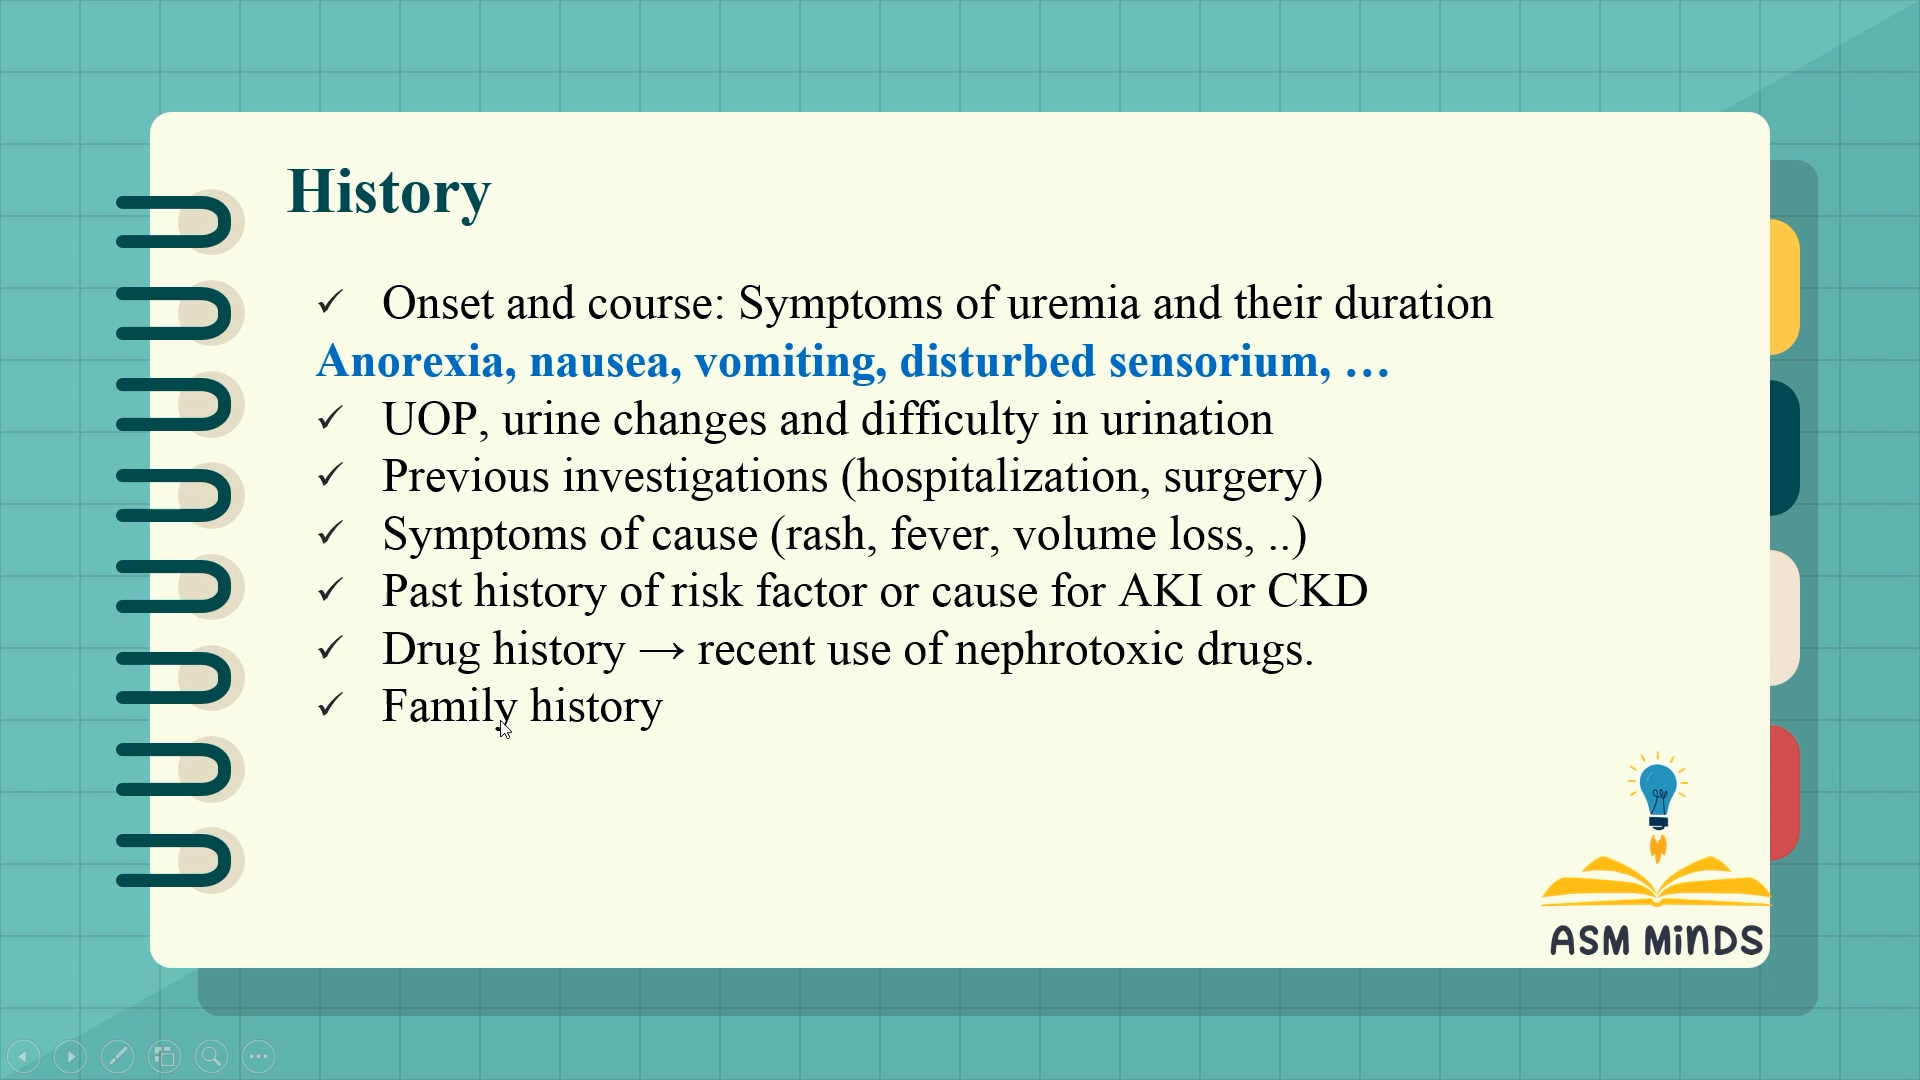 History
✓ Onset and course: Symptoms of uremia and their duration
Anorexia, nausea, vomiting, disturbed sensorium, …
✓ UOP, urine changes and difficulty in urination
✓ Previous investigations (hospitalization, surgery)
✓ Symptoms of cause (rash, fever, volume loss, ..)
✓ Past history of risk factor or cause for AKI or CKD
✓ Drug history → recent use of nephrotoxic drugs.
✓ Family history
ASM MiNDS